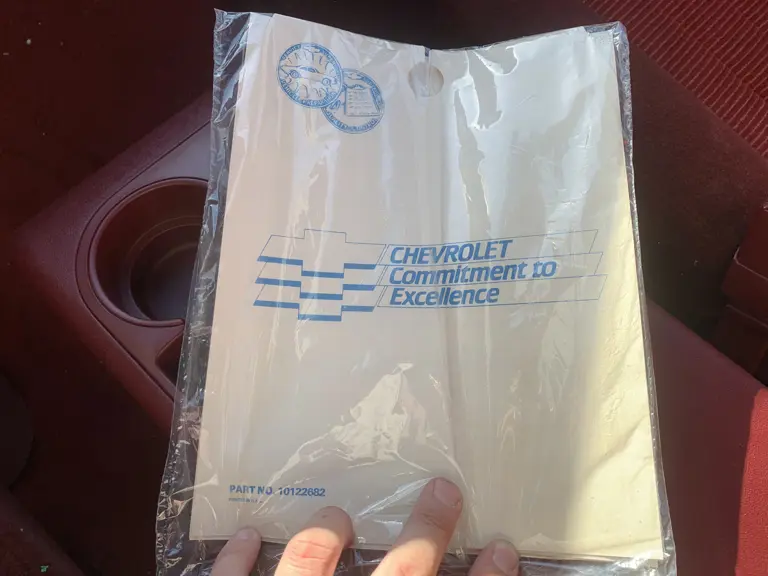 CHEVROLET
Commitment to
Excellence
PART NO. 10122682